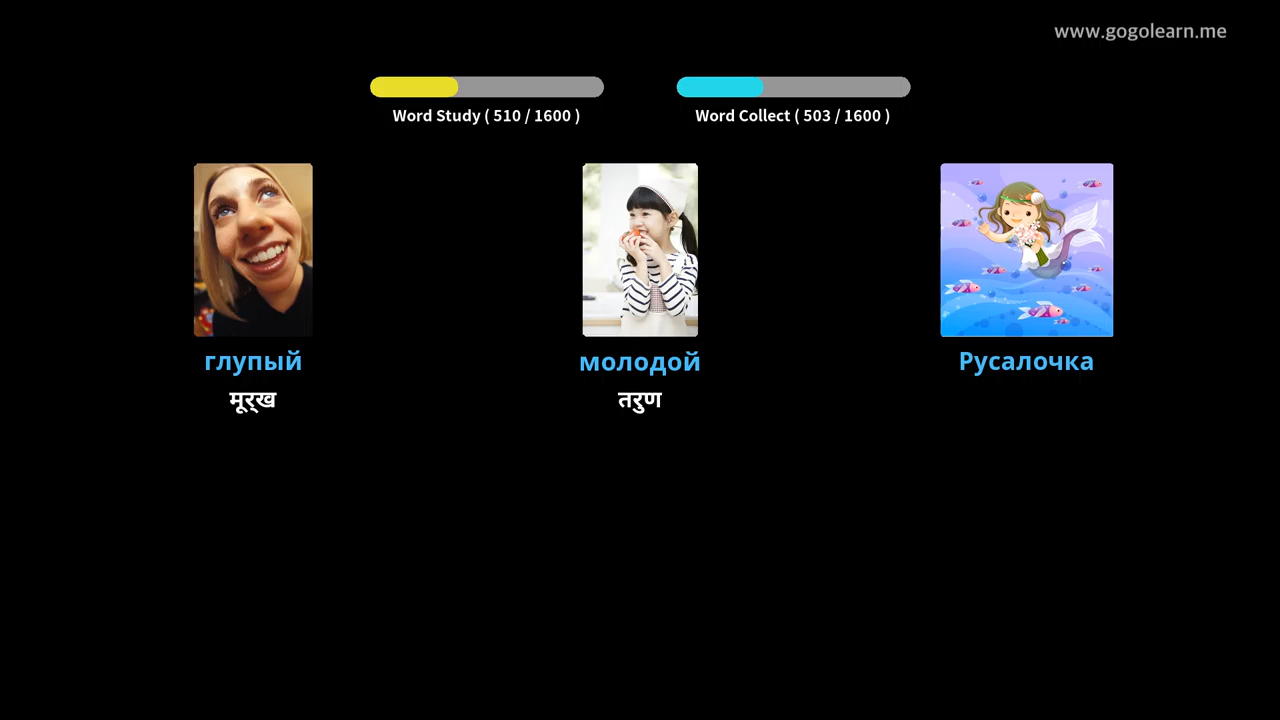 www.gogolearn.me
Word Study ( 510 / 1600 )
Word Collect ( 503 / 1600 )
глупый
молодой
Русалочка
मूर्ख
तरुण